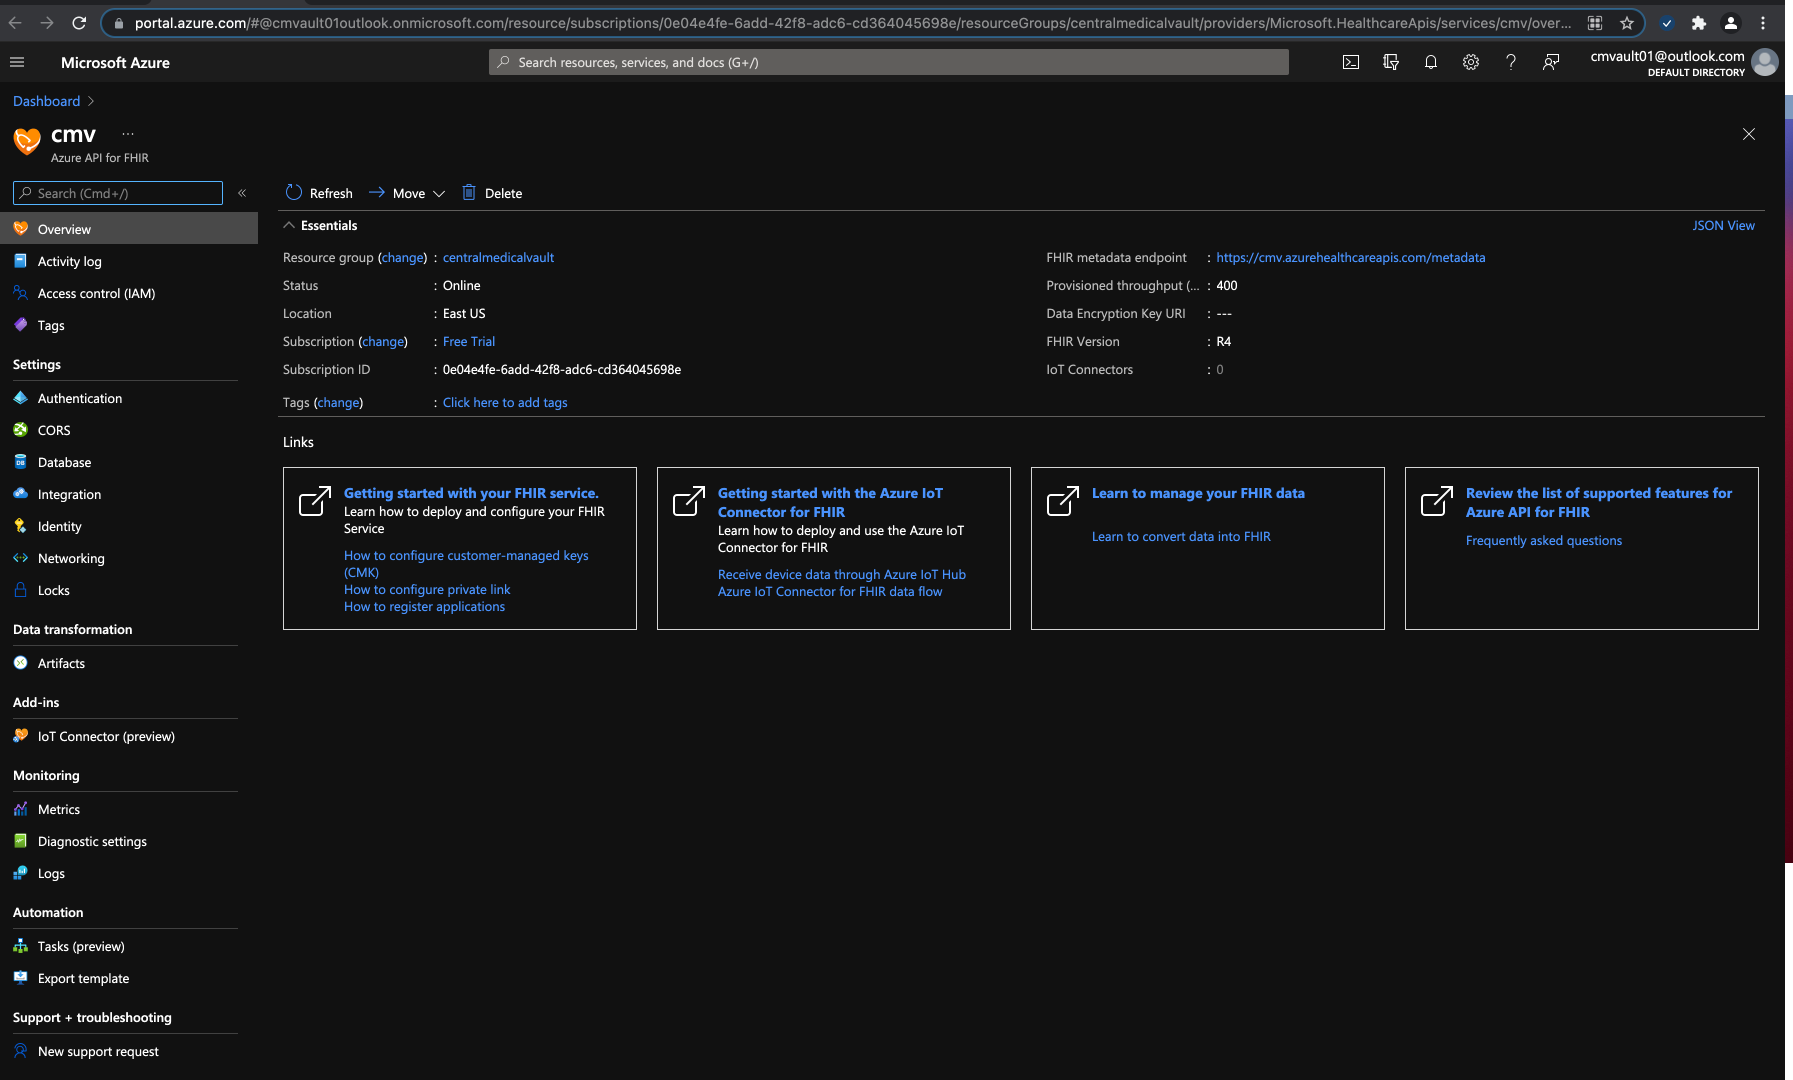 portal.azure.com/#@cmvault01outlook.onmicrosoft.com/resource/subscriptions/0e04e4fe-6add-42f8-adc6-cd364045698e/resourceGroups/centralmedicalvault/providers/Microsoft.HealthcareApis/services/cmv/over...
Microsoft Azure
Search resources, services, and docs (G+/)
cmvault01@outlook.com
DEFAULT DIRECTORY
Dashboard
cmv ...
Azure API for FHIR
Search (Cmd+/)
«
Overview
Activity log
Access control (IAM)
Tags
Settings
Authentication
CORS
Database
Integration
Identity
Networking
Locks
Data transformation
Artifacts
Add-ins
IoT Connector (preview)
Monitoring
Metrics
Diagnostic settings
Logs
Automation
Tasks (preview)
Export template
Support + troubleshooting
New support request
Refresh Move Delete
Essentials
JSON View
Resource group (change) : centralmedicalvault
Status : Online
Location : East US
Subscription (change) : Free Trial
Subscription ID : 0e04e4fe-6add-42f8-adc6-cd364045698e
Tags (change) : Click here to add tags
FHIR metadata endpoint : https://cmv.azurehealthcareapis.com/metadata
Provisioned throughput (... : 400
Data Encryption Key URI : ---
FHIR Version : R4
IoT Connectors : 0
Links
Getting started with your FHIR service.
Learn how to deploy and configure your FHIR
Service
How to configure customer-managed keys
(CMK)
How to configure private link
How to register applications
Getting started with the Azure IoT
Connector for FHIR
Learn how to deploy and use the Azure IoT
Connector for FHIR
Receive device data through Azure IoT Hub
Azure IoT Connector for FHIR data flow
Learn to manage your FHIR data
Learn to convert data into FHIR
Review the list of supported features for
Azure API for FHIR
Frequently asked questions